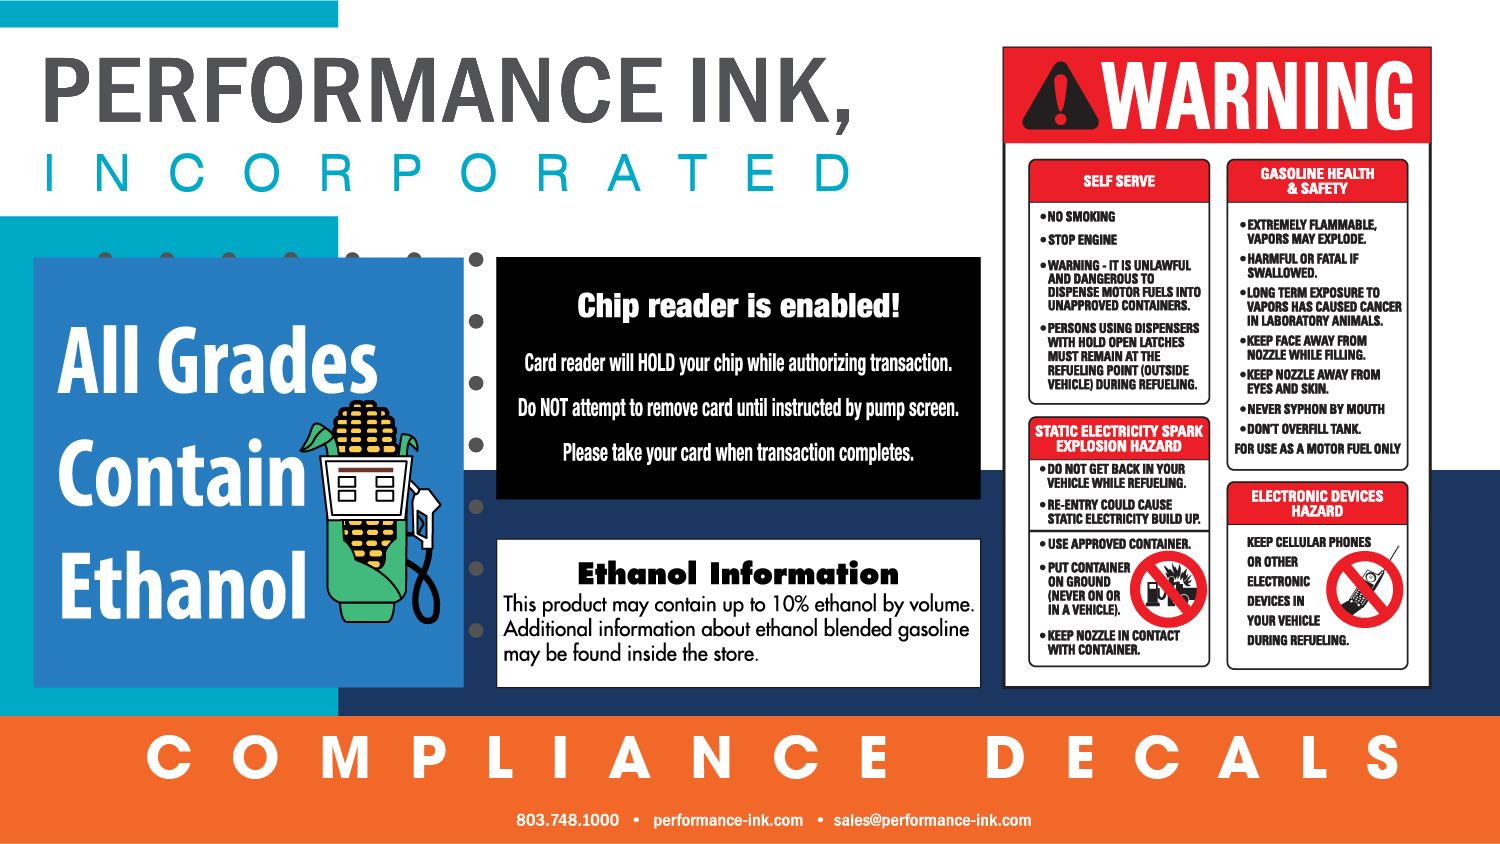 PERFORMANCE INK,
INCORPORATED
All Grades
Contain
Ethanol
Chip reader is enabled!
Card reader will HOLD your chip while authorizing transaction.
Do NOT attempt to remove card until instructed by pump screen.
Please take your card when transaction completes.
Ethanol Information
This product may contain up to 10% ethanol by volume.
Additional information about ethanol blended gasoline
may be found inside the store.
WARNING
SELF SERVE
• NO SMOKING
• STOP ENGINE
• WARNING - IT IS UNLAWFUL
AND DANGEROUS TO
DISPENSE MOTOR FUELS INTO
UNAPPROVED CONTAINERS.
• PERSONS USING DISPENSERS
WITH HOLD OPEN LATCHES
MUST REMAIN AT THE
REFUELING POINT (OUTSIDE
VEHICLE) DURING REFUELING.
STATIC ELECTRICITY SPARK
EXPLOSION HAZARD
• DO NOT GET BACK IN YOUR
VEHICLE WHILE REFUELING.
• RE-ENTRY COULD CAUSE
STATIC ELECTRICITY BUILD UP.
• USE APPROVED CONTAINER.
• PUT CONTAINER
ON GROUND
(NEVER ON OR
IN A VEHICLE).
• KEEP NOZZLE IN CONTACT
WITH CONTAINER.
GASOLINE HEALTH
& SAFETY
• EXTREMELY FLAMMABLE,
VAPORS MAY EXPLODE.
• HARMFUL OR FATAL IF
SWALLOWED.
• LONG TERM EXPOSURE TO
VAPORS HAS CAUSED CANCER
IN LABORATORY ANIMALS.
• KEEP FACE AWAY FROM
NOZZLE WHILE FILLING.
• KEEP NOZZLE AWAY FROM
EYES AND SKIN.
• NEVER SYPHON BY MOUTH
• DON'T OVERFILL TANK.
FOR USE AS A MOTOR FUEL ONLY
ELECTRONIC DEVICES
HAZARD
KEEP CELLULAR PHONES
OR OTHER
ELECTRONIC
DEVICES IN
YOUR VEHICLE
DURING REFUELING.
COMPLIANCE DECALS
803.748.1000 • performance-ink.com • sales@performance-ink.com